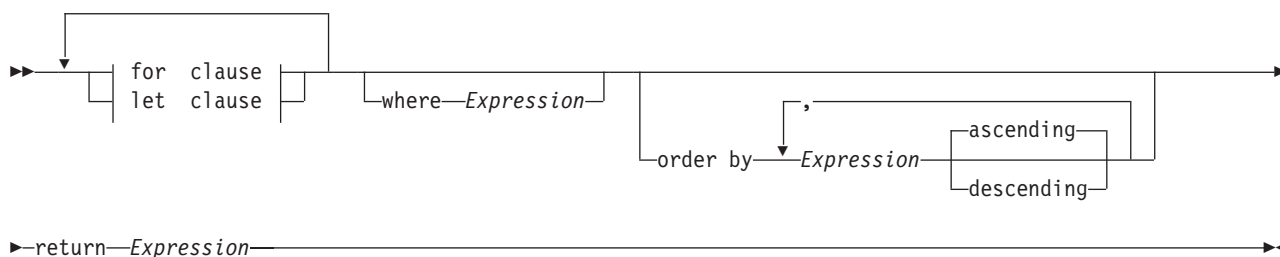 for clause
let clause
where Expression
,
ascending
order by Expression
descending
return Expression